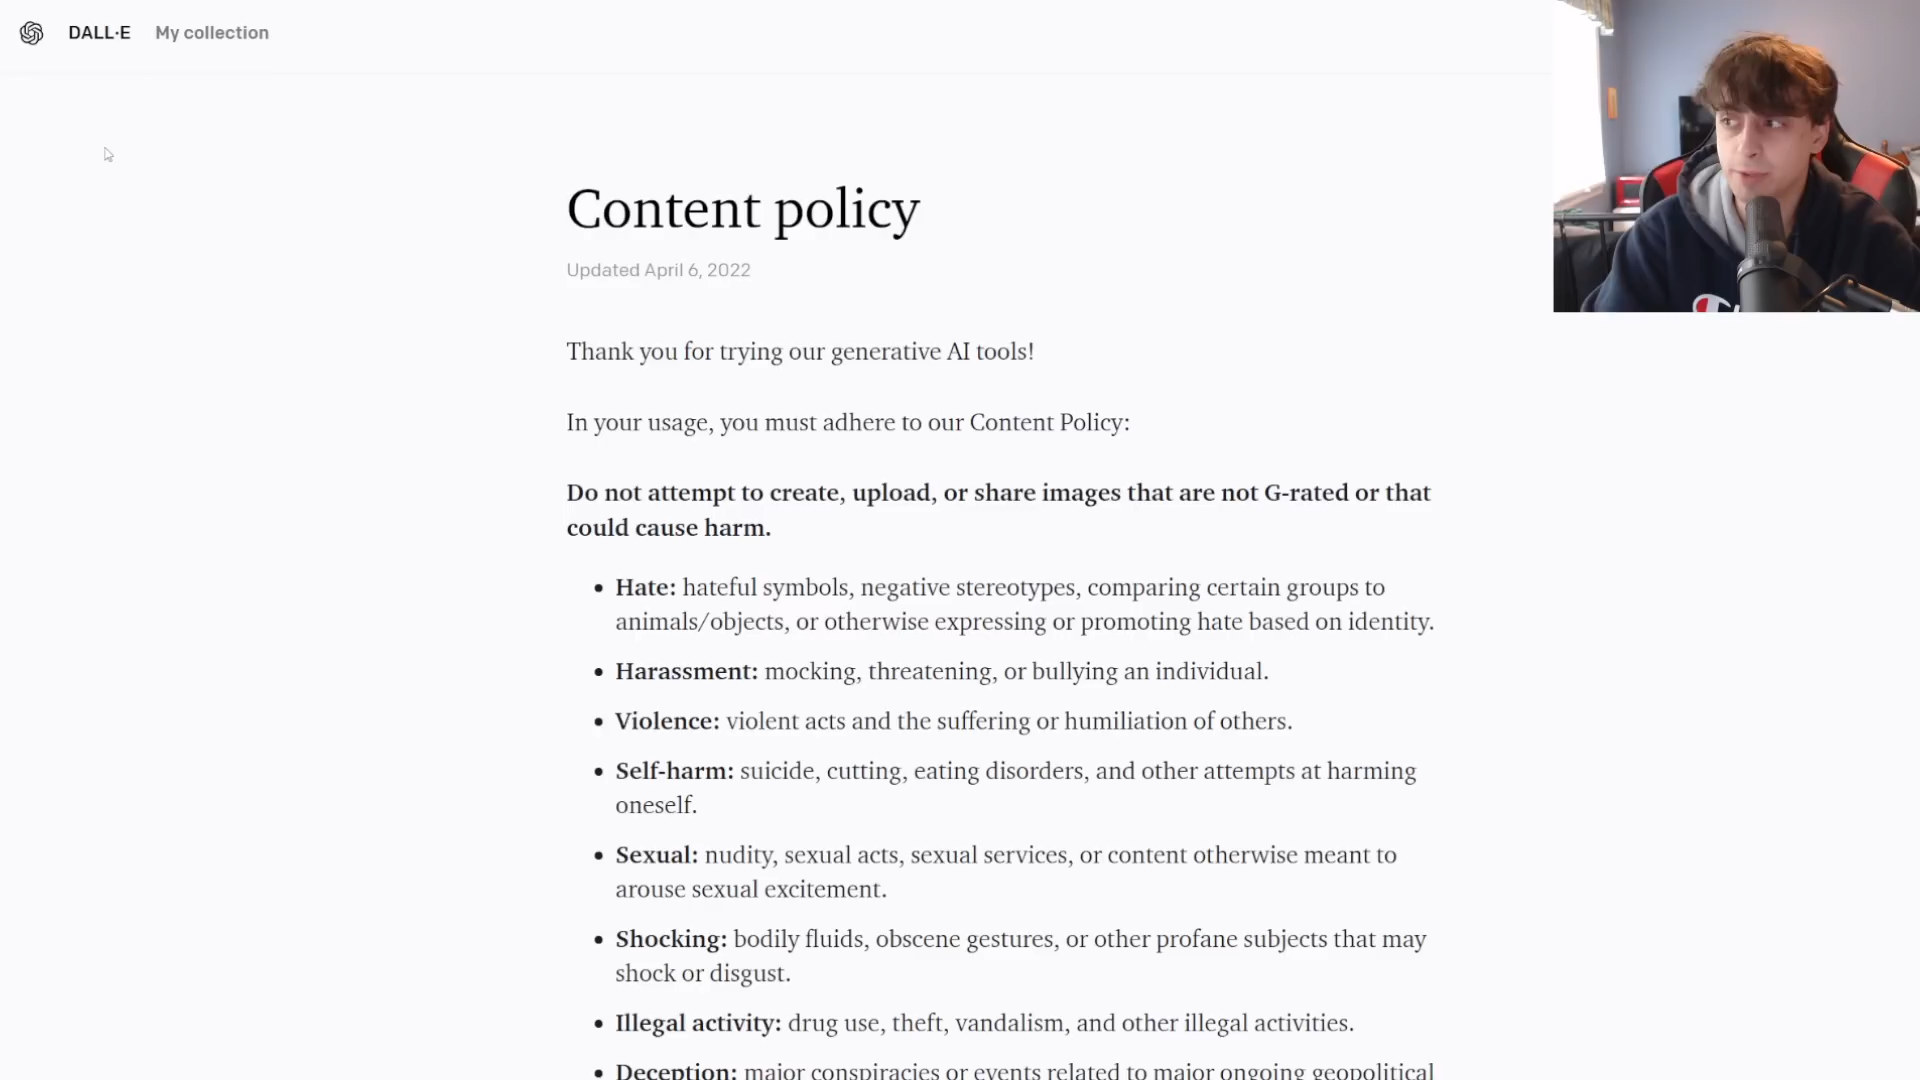 DALL·E My collection
Content policy
Updated April 6, 2022
Thank you for trying our generative AI tools!
In your usage, you must adhere to our Content Policy:
Do not attempt to create, upload, or share images that are not G-rated or that
could cause harm.
• Hate: hateful symbols, negative stereotypes, comparing certain groups to
animals/objects, or otherwise expressing or promoting hate based on identity.
• Harassment: mocking, threatening, or bullying an individual.
• Violence: violent acts and the suffering or humiliation of others.
• Self-harm: suicide, cutting, eating disorders, and other attempts at harming
oneself.
• Sexual: nudity, sexual acts, sexual services, or content otherwise meant to
arouse sexual excitement.
• Shocking: bodily fluids, obscene gestures, or other profane subjects that may
shock or disgust.
• Illegal activity: drug use, theft, vandalism, and other illegal activities.
• Deception: major conspiracies or events related to major ongoing geopolitical